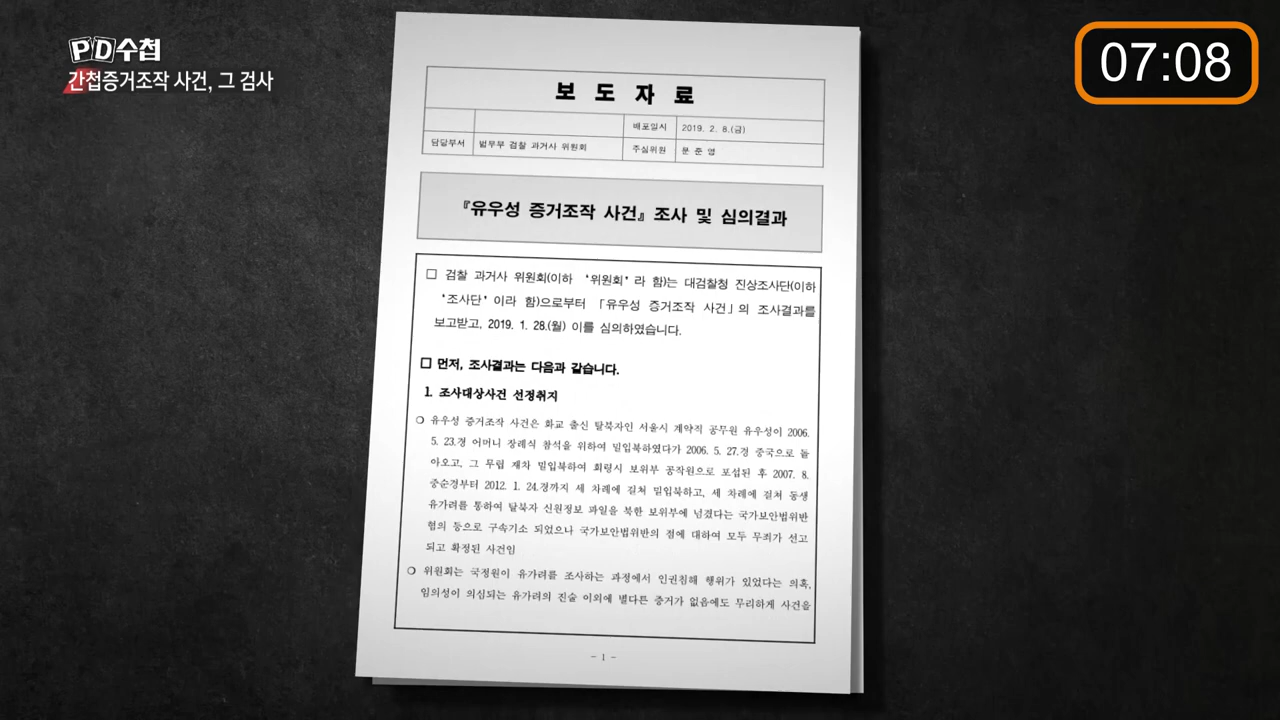 PD수첩
간첩증거조작 사건, 그 검사
07:08
보 도 자 료
배포일시 2019. 2. 8.(금)
담당부서 법무부 검찰 과거사 위원회 주심위원 문 준 영
『유우성 증거조작 사건』 조사 및 심의결과
□ 검찰 과거사 위원회(이하 '위원회'라 함)는 대검찰청 진상조사단(이하
'조사단' 이라 함)으로부터 「유우성 증거조작 사건」의 조사결과를
보고받고, 2019. 1. 28.(월) 이를 심의하였습니다.
□ 먼저, 조사결과는 다음과 같습니다.
1. 조사대상사건 선정취지
○ 유우성 증거조작 사건은 화교 출신 탈북자인 서울시 계약직 공무원 유우성이 2006.
5. 23.경 어머니 장례식 참석을 위하여 밀입북하였다가 2006. 5. 27.경 중국으로 돌
아오고, 그 무렵 재차 밀입북하여 회령시 보위부 공작원으로 포섭된 후 2007. 8.
중순경부터 2012. 1. 24.경까지 세 차례에 걸쳐 밀입북하고, 세 차례에 걸쳐 동생
유가려를 통하여 탈북자 신원정보 파일을 북한 보위부에 넘겼다는 국가보안법위반
혐의 등으로 구속기소 되었으나 국가보안법위반의 점에 대하여 모두 무죄가 선고
되고 확정된 사건임
○ 위원회는 국정원이 유가려를 조사하는 과정에서 인권침해 행위가 있었다는 의혹,
임의성이 의심되는 유가려의 진술 이외에 별다른 증거가 없음에도 무리하게 사건을
- 1 -